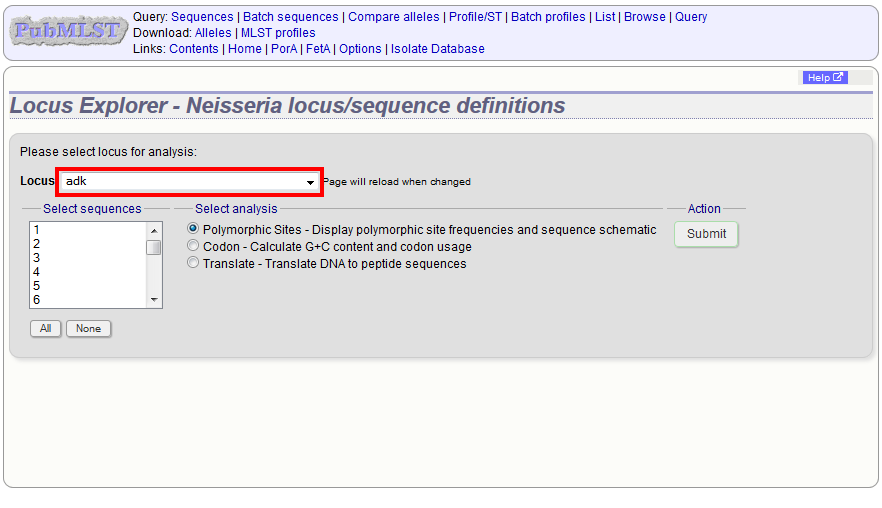 PubMLST
Query: Sequences | Batch sequences | Compare alleles | Profile/ST | Batch profiles | List | Browse | Query
Download: Alleles | MLST profiles
Links: Contents | Home | PorA | FetA | Options | Isolate Database
Help
Locus Explorer - Neisseria locus/sequence definitions
Please select locus for analysis:
Locus adk Page will reload when changed
Select sequences Select analysis Action
1
2
3
4
5
6
Polymorphic Sites - Display polymorphic site frequencies and sequence schematic
Codon - Calculate G+C content and codon usage
Translate - Translate DNA to peptide sequences
Submit
All None